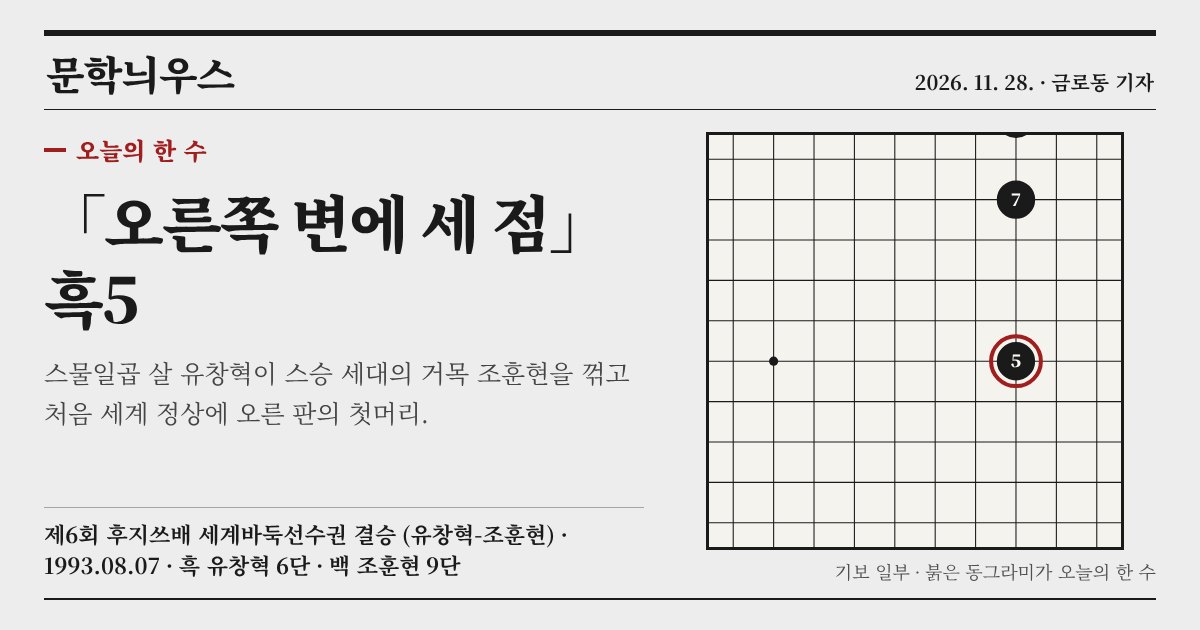 문학늬우스
2026. 11. 28. · 금로동 기자
오늘의 한 수
「오른쪽 변에 세 점」
흑5
스물일곱 살 유창혁이 스승 세대의 거목 조훈현을 꺾고
처음 세계 정상에 오른 판의 첫머리.
제6회 후지쓰배 세계바둑선수권 결승 (유창혁-조훈현) ·
1993.08.07 · 흑 유창혁 6단 · 백 조훈현 9단
7
5
기보 일부 · 붉은 동그라미가 오늘의 한 수